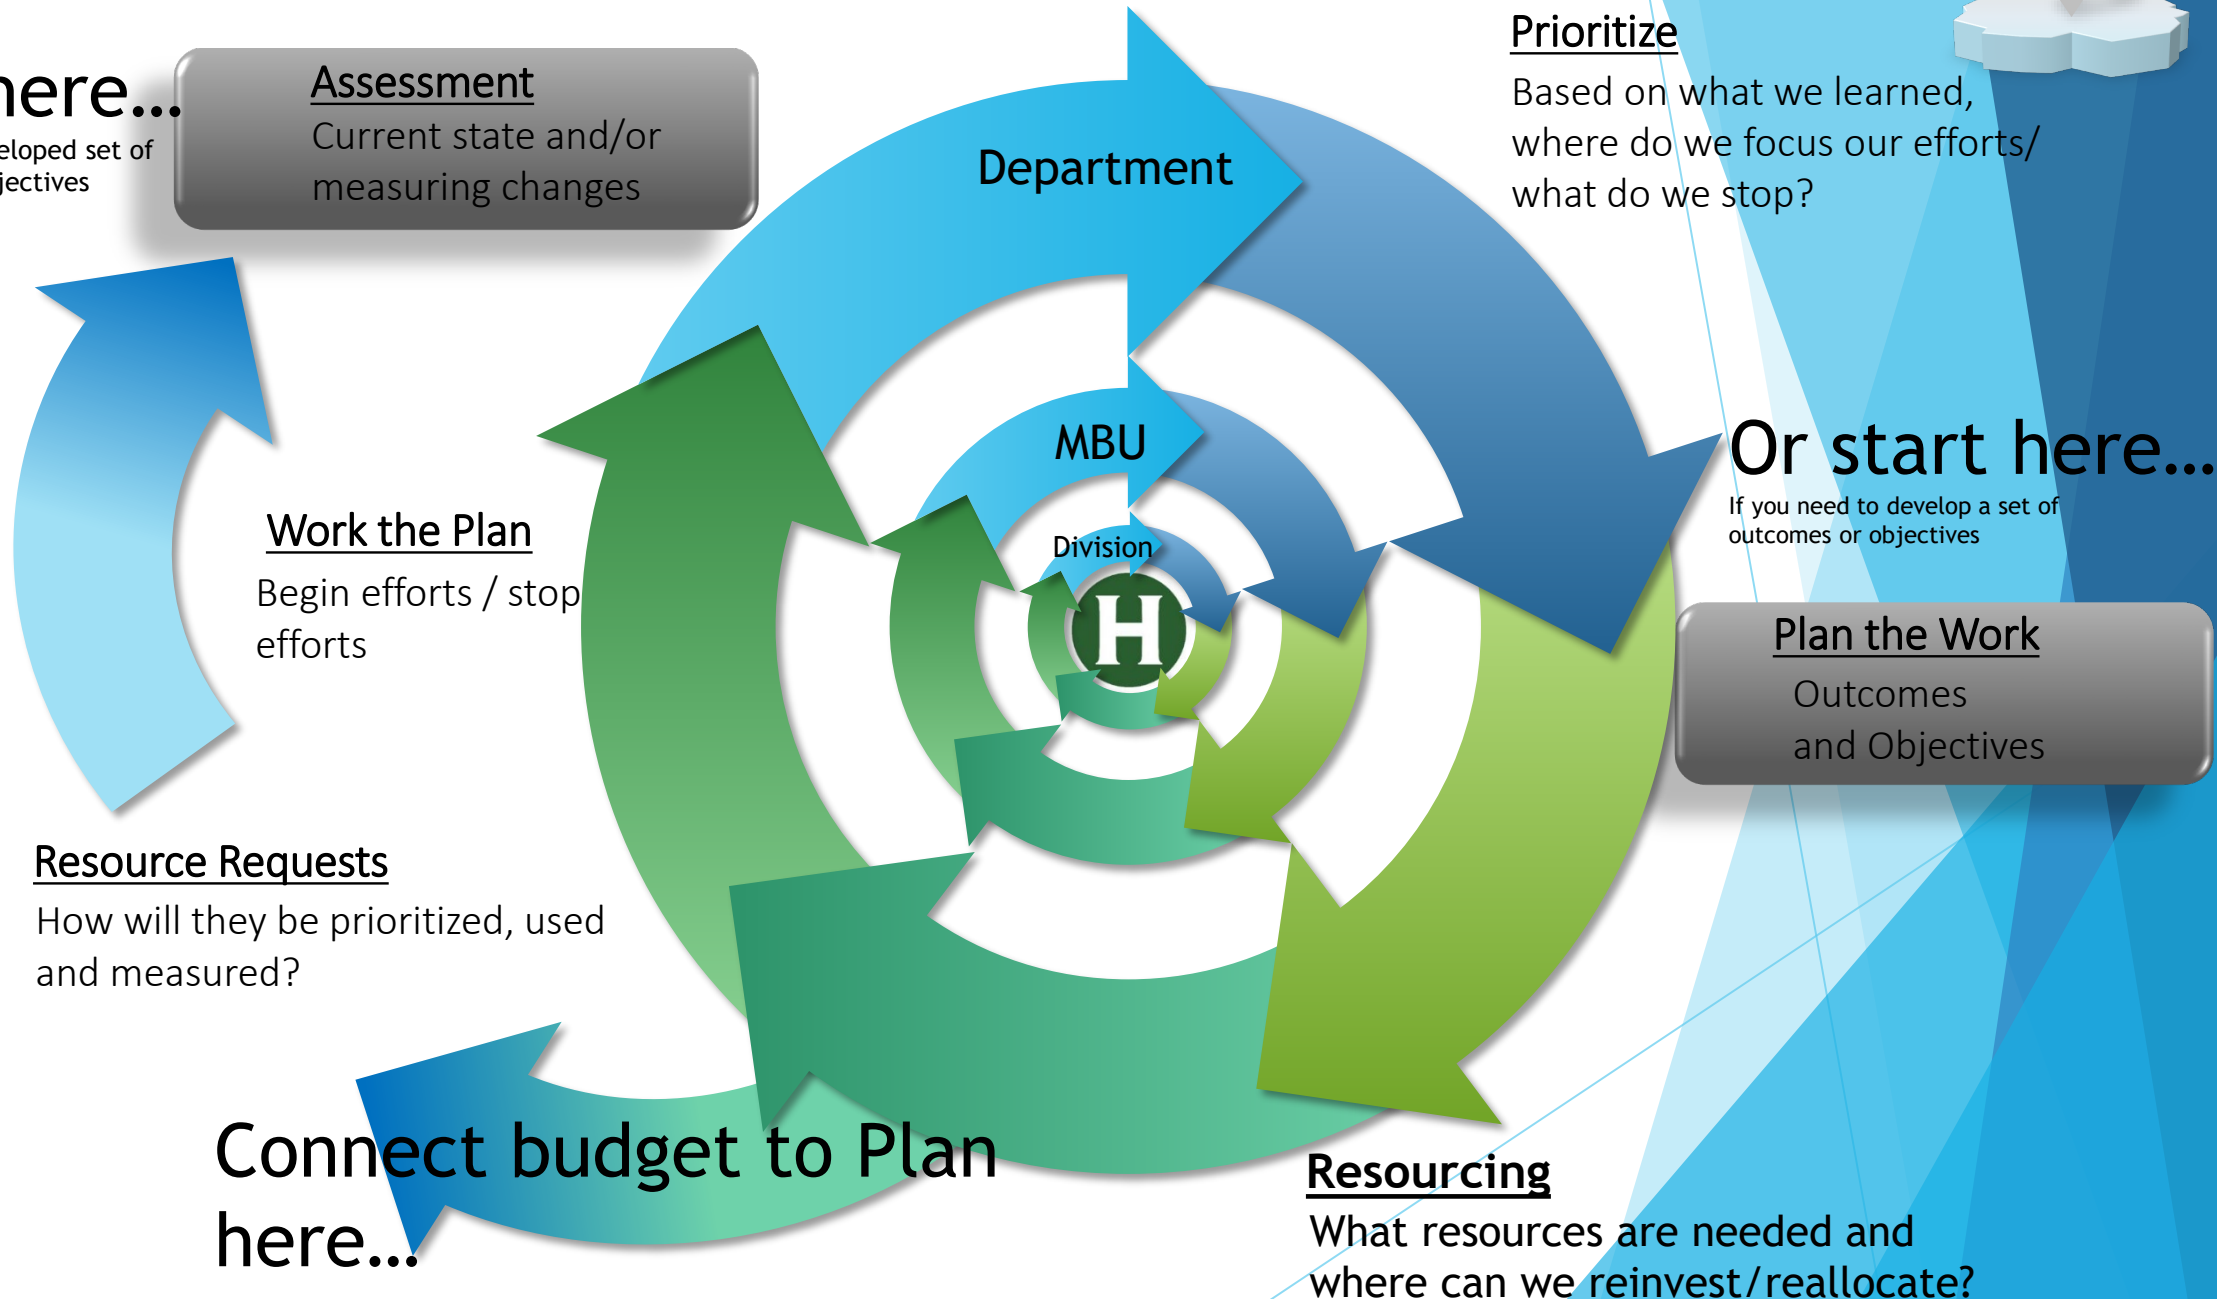 here...
eloped set of
jectives
Assessment
Current state and/or
measuring changes
Department
Prioritize
Based on what we learned,
where do we focus our efforts/
what do we stop?
MBU
Division
H
Or start here...
If you need to develop a set of
outcomes or objectives
Work the Plan
Begin efforts / stop
efforts
Plan the Work
Outcomes
and Objectives
Resource Requests
How will they be prioritized, used
and measured?
Connect budget to Plan
here...
Resourcing
What resources are needed and
where can we reinvest/reallocate?